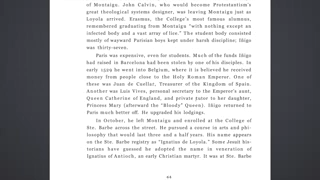 of Montaigu. John Calvin, who would become Protestantism's
great theological systems designer, was leaving Montaigu just as
Loyola arrived. Erasmus, the College's most famous alumnus,
remembered graduating from Montaigu "with nothing except an
infected body and a vast array of lice." The student body consisted
mostly of wayward Parisian boys kept under harsh discipline; Iñigo
was thirty-seven.
Paris was expensive, even for students. Much of the funds Iñigo
had raised in Barcelona had been stolen by one of his disciples. In
early 1529 he went into Belgium, where it is believed he received
money from people close to the Holy Roman Emperor. One of
these was Juan de Cuellar, Treasurer of the Kingdom of Spain.
Another was Luis Vives, personal secretary to the Emperor's aunt,
Queen Catherine of England, and private tutor to her daughter,
Princess Mary (afterward the "Bloody" Queen). Iñigo returned to
Paris much better off. He upgraded his lodgings.
In October, he left Montaigu and enrolled at the College of
Ste. Barbe across the street. He pursued a course in arts and phi-
losophy that would last three and a half years. His name appears
on the Ste. Barbe registry as "Ignatius de Loyola." Some Jesuit his-
torians have guessed he adopted the name in veneration of
Ignatius of Antioch, an early Christian martyr. It was at Ste. Barbe